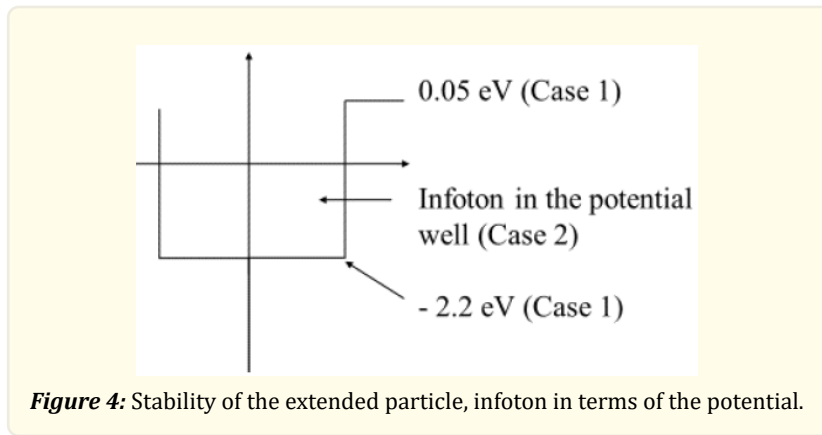 0.05 eV (Case 1)
Infoton in the potential
well (Case 2)
- 2.2 eV (Case 1)
Figure 4: Stability of the extended particle, infoton in terms of the potential.